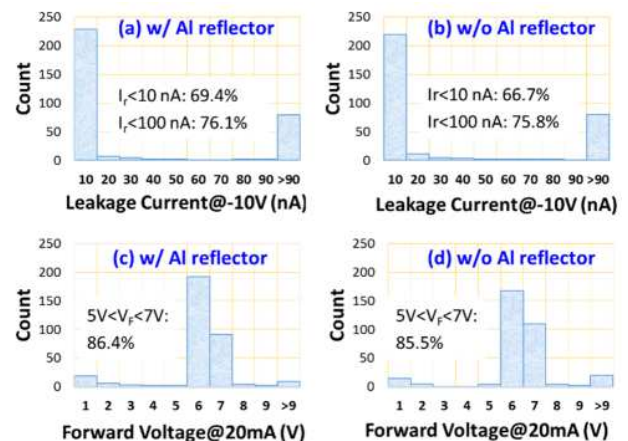 (a) w/ Al reflector
250
200
150
100
50
0
Count
Ir<10 nA: 69.4%
Ir<100 nA: 76.1%
10 20 30 40 50 60 70 80 90 >90
Leakage Current@-10V (nA)
(b) w/o Al reflector
250
200
150
100
50
0
Count
Ir<10 nA: 66.7%
Ir<100 nA: 75.8%
10 20 30 40 50 60 70 80 90 >90
Leakage Current@-10V (nA)
(c) w/ Al reflector
250
200
150
100
50
0
Count
5V<VF<7V:
86.4%
1 2 3 4 5 6 7 8 9 >9
Forward Voltage@20mA (V)
(d) w/o Al reflector
250
200
150
100
50
0
Count
5V<VF<7V:
85.5%
1 2 3 4 5 6 7 8 9 >9
Forward Voltage@20mA (V)